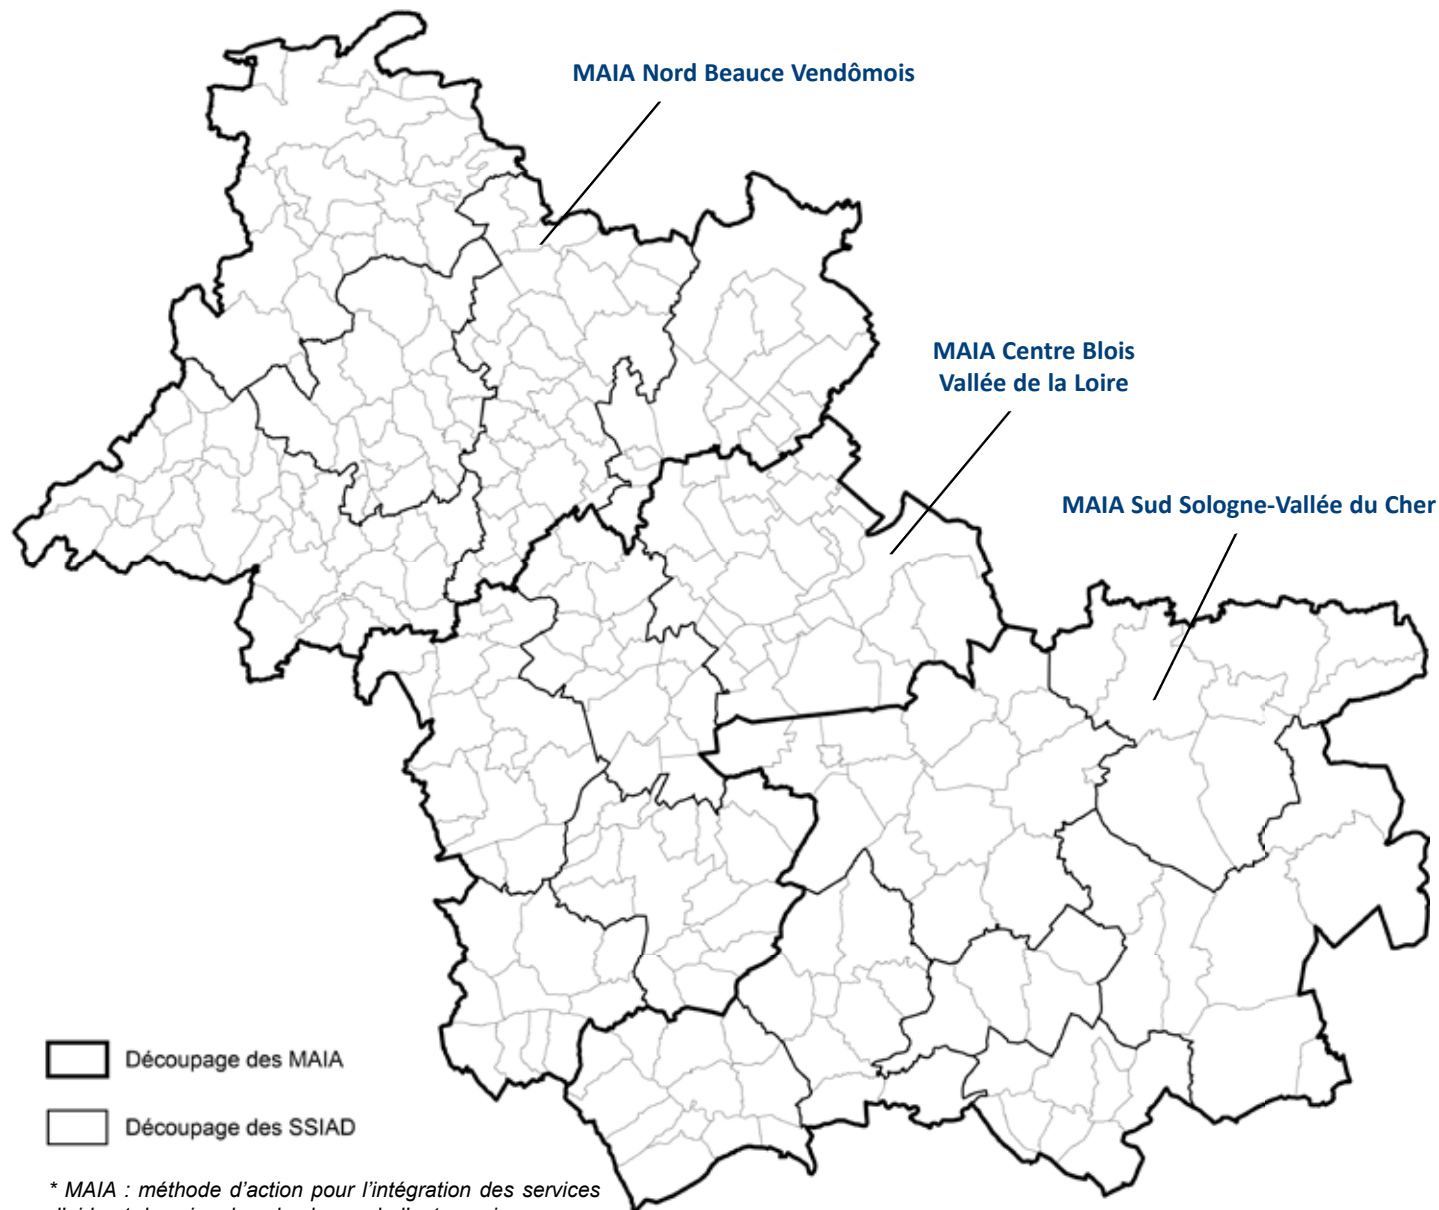 MAIA Nord Beauce Vendômois
MAIA Centre Blois
Vallée de la Loire
MAIA Sud Sologne-Vallée du Cher
Découpage des MAIA
Découpage des SSIAD
* MAIA : méthode d'action pour l'intégration des services